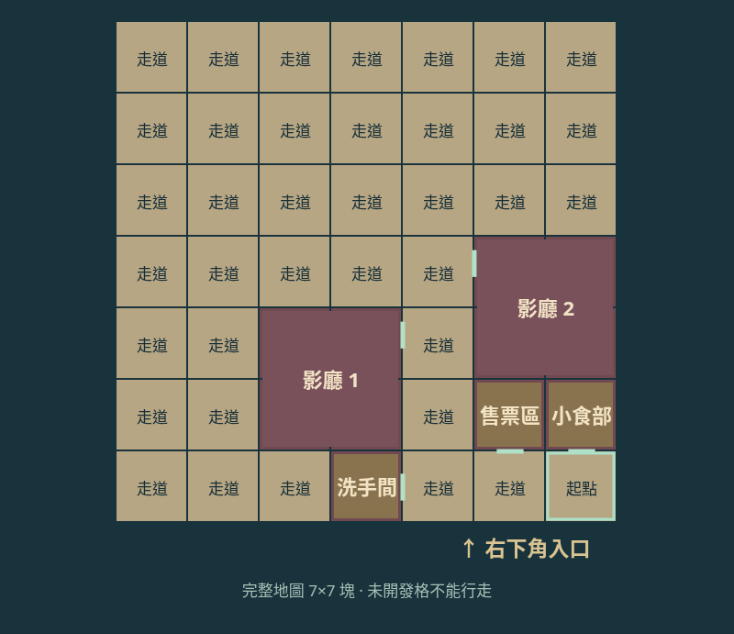 走道 走道 走道 走道 走道 走道 走道
走道 走道 走道 走道 走道 走道 走道
走道 走道 走道 走道 走道 走道 走道
走道 走道 走道 走道 走道
影廳 2
走道 走道 走道
影廳 1
走道 走道 走道 售票區 小食部
走道 走道 走道 洗手間 走道 走道 起點
↑ 右下角入口
完整地圖 7×7 塊 · 未開發格不能行走